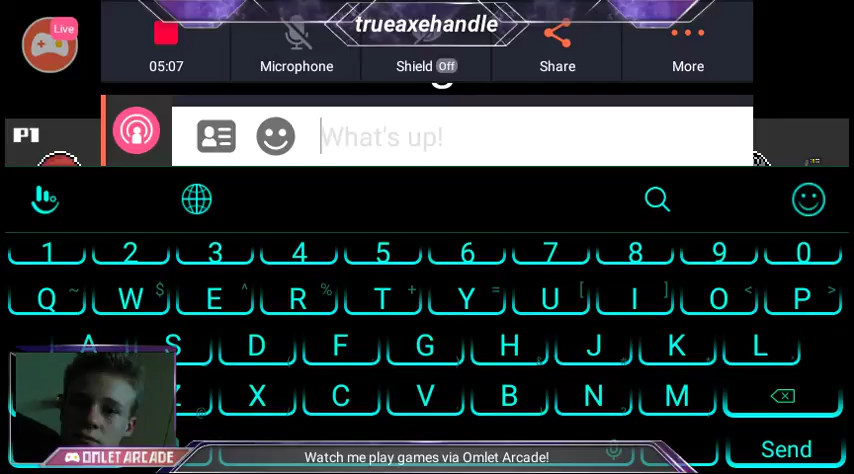 trueaxehandle
Live
05:07
Microphone
Shield Off
Share
More
P1
What's up!
1 2 3 4 5 6 7 8 9 0
Q ~ W $ E ^ R % T + Y = U [ I ] O < P >
A S D F G H J K L
Z X C V B N M
OMLET ARCADE
Watch me play games via Omlet Arcade!
Send